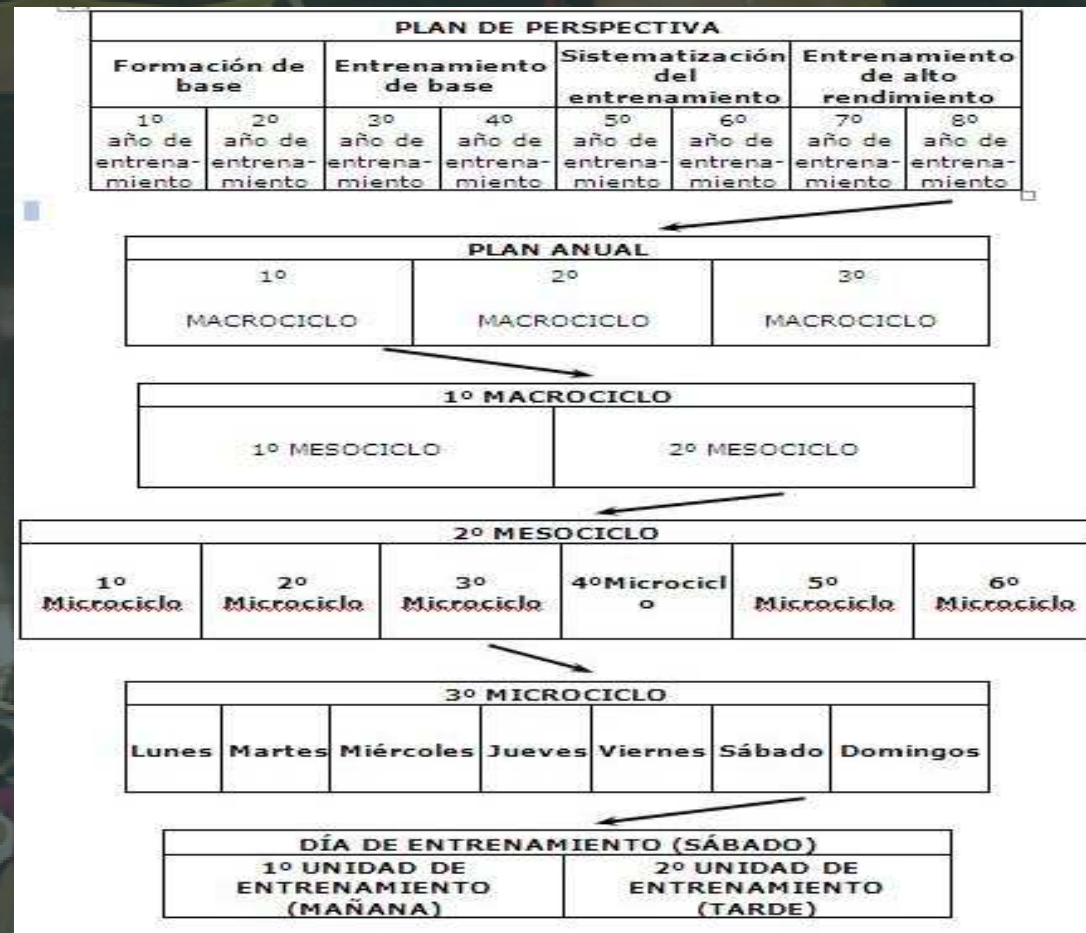 PLAN DE PERSPECTIVA
Formación de base
Entrenamiento de base
Sistematización del entrenamiento
Entrenamiento de alto rendimiento
1º año de entrena-miento
2º año de entrena-miento
3º año de entrena-miento
4º año de entrena-miento
5º año de entrena-miento
6º año de entrena-miento
7º año de entrena-miento
8º año de entrena-miento
PLAN ANUAL
1º MACROCICLO
2º MACROCICLO
3º MACROCICLO
1º MACROCICLO
1º MESOCICLO
2º MESOCICLO
2º MESOCICLO
1º Microciclo
2º Microciclo
3º Microciclo
4ºMicrociclo
5º Microciclo
6º Microciclo
3º MICROCICLO
Lunes
Martes
Miércoles
Jueves
Viernes
Sábado
Domingos
DÍA DE ENTRENAMIENTO (SÁBADO)
1º UNIDAD DE ENTRENAMIENTO (MAÑANA)
2º UNIDAD DE ENTRENAMIENTO (TARDE)